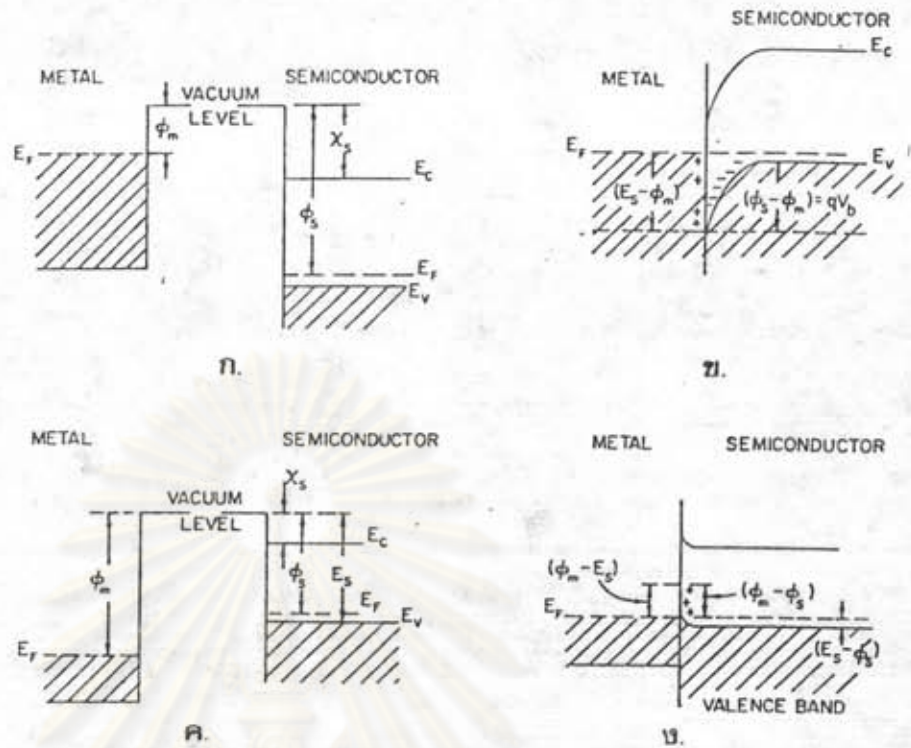 METAL
VACUUM
LEVEL
SEMICONDUCTOR
ϕm
χs
EF
Ec
ϕs
EF
Ev
ก.
SEMICONDUCTOR
METAL
Ec
EF
Ev
(Es-ϕm)
(ϕs-ϕm)=qVb
ข.
METAL
SEMICONDUCTOR
χs
VACUUM
LEVEL
Ec
ϕm
ϕs
Es
EF
Ev
EF
ค.
METAL
SEMICONDUCTOR
(ϕm-Es)
(ϕm-ϕs)
EF
(Es-ϕs)
VALENCE BAND
ง.